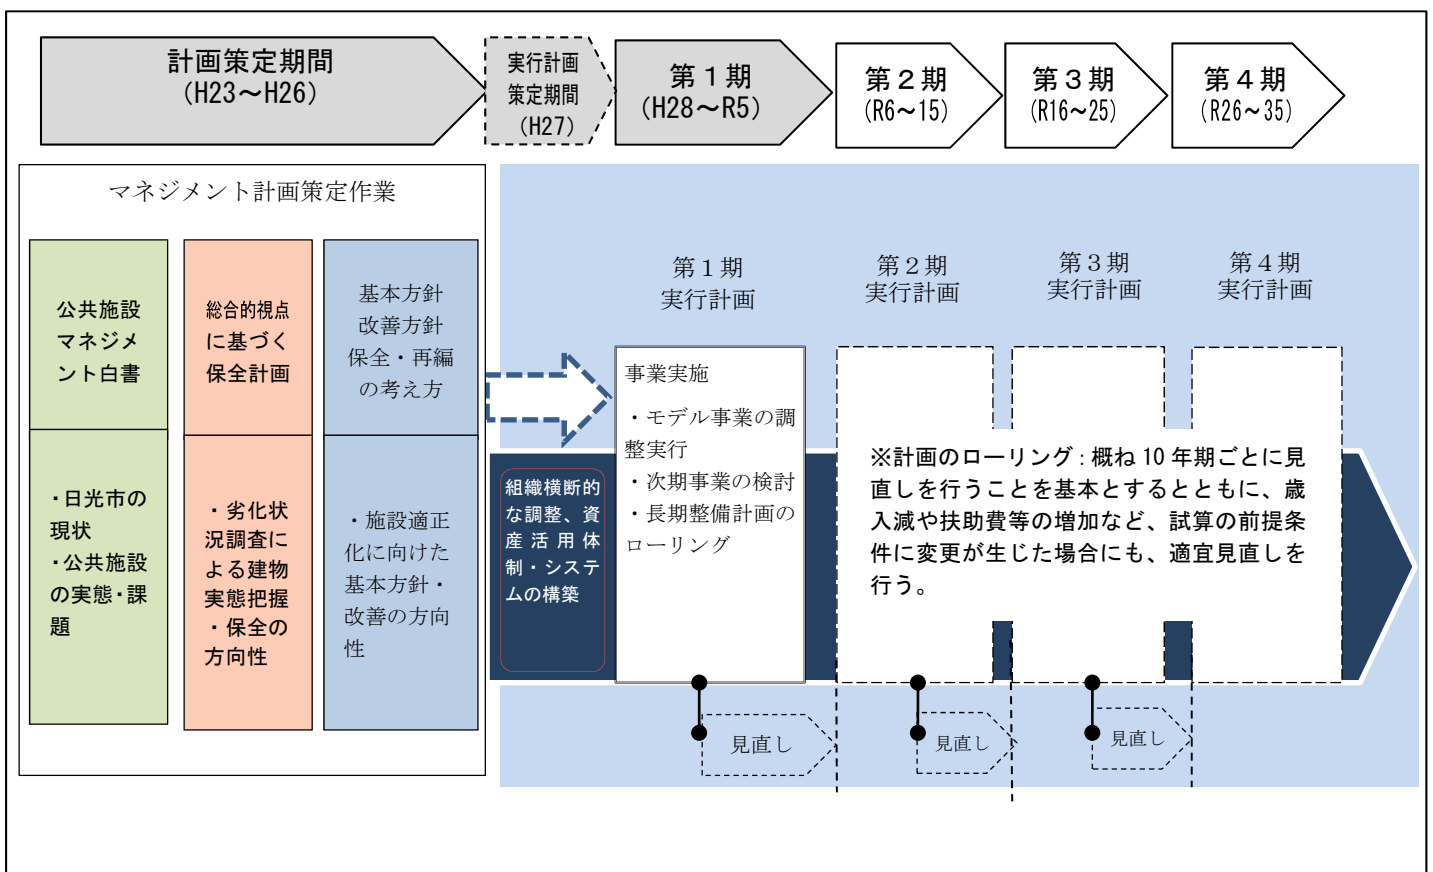 計画策定期間
(H23～H26)
実行計画
策定期間
(H27)
第１期
(H28～R5)
第２期
(R6～15)
第３期
(R16～25)
第４期
(R26～35)
マネジメント計画策定作業
公共施設
マネジメ
ント白書
・日光市の
現状
・公共施設
の実態・課
題
総合的視点
に基づく
保全計画
・劣化状
況調査に
よる建物
実態把握
・保全の
方向性
基本方針
改善方針
保全・再編
の考え方
・施設適正
化に向けた
基本方針・
改善の方向
性
組織横断的
な調整、資
産活用体
制・システ
ムの構築
第１期
実行計画
事業実施
・モデル事業の調
整実行
・次期事業の検討
・長期整備計画の
ローリング
第２期
実行計画
第３期
実行計画
第４期
実行計画
※計画のローリング：概ね 10 年期ごとに見
直しを行うことを基本とするとともに、歳
入減や扶助費等の増加など、試算の前提条
件に変更が生じた場合にも、適宜見直しを
行う。
見直し
見直し
見直し